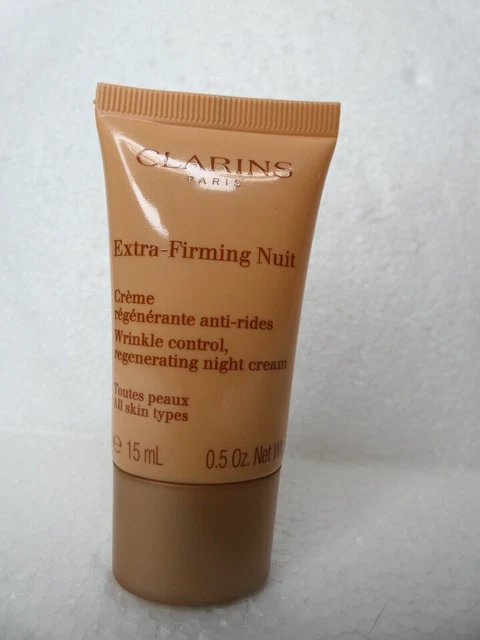 CLARINS
PARIS
Extra-Firming Nuit
Crème
régénérante anti-rides
Wrinkle control,
regenerating night cream
Toutes peaux
All skin types
℮ 15 mL 0.5 Oz. Net